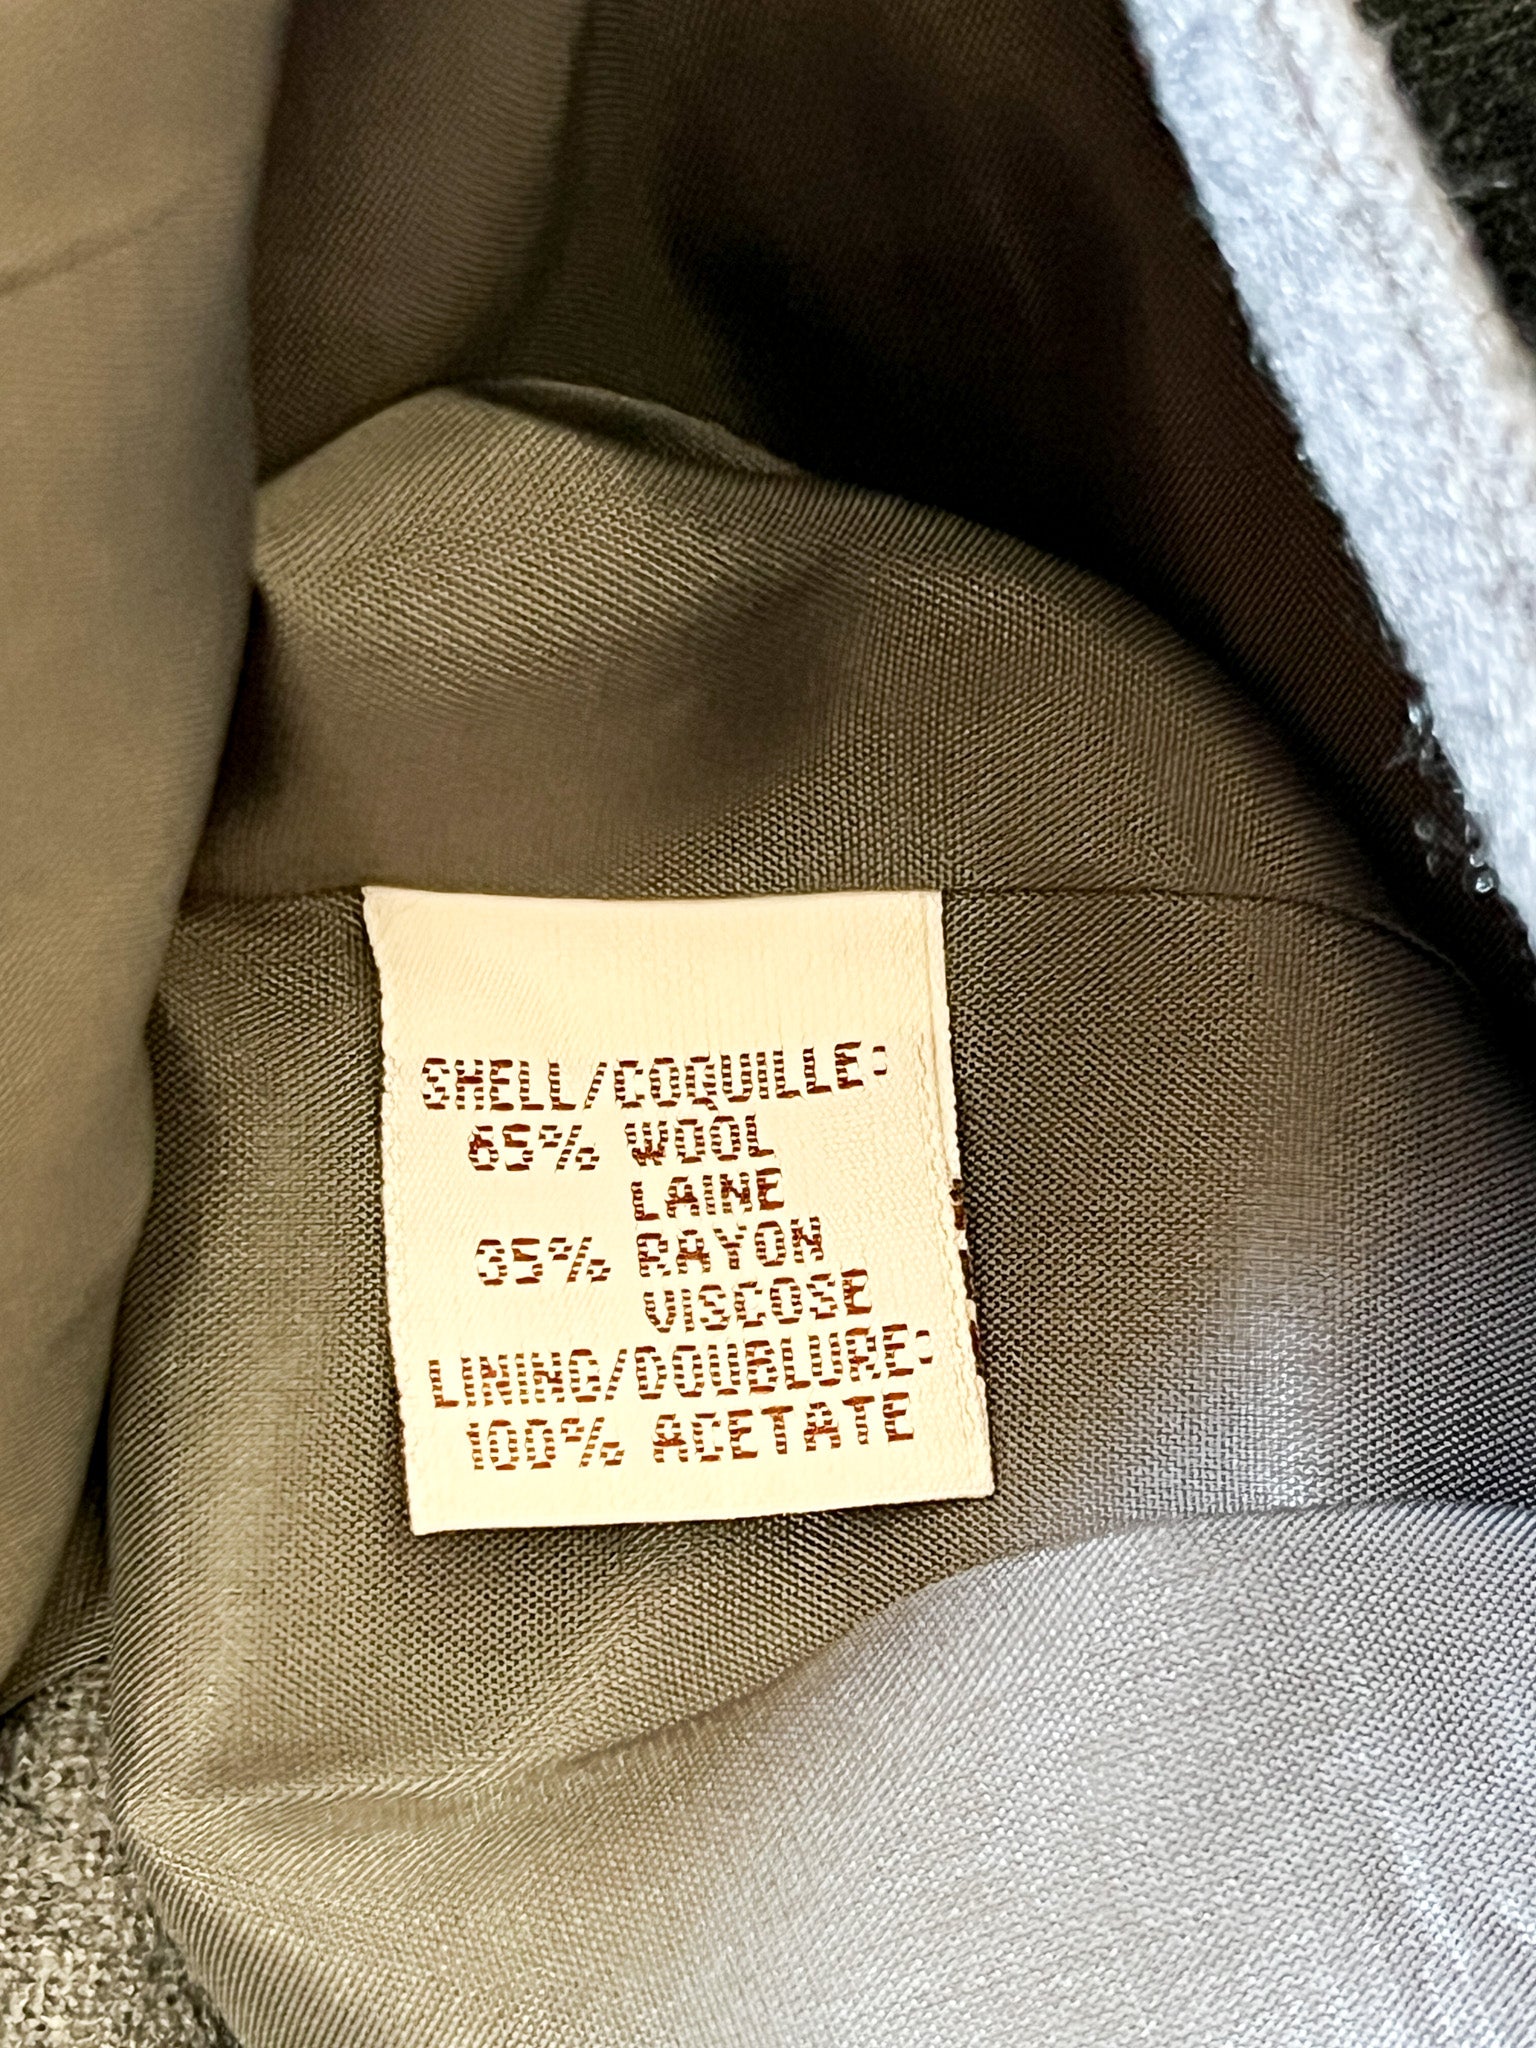 SHELL/COQUILLE:
65% WOOL
LAINE
35% RAYON
VISCOSE
LINING/DOUBLURE:
100% ACETATE